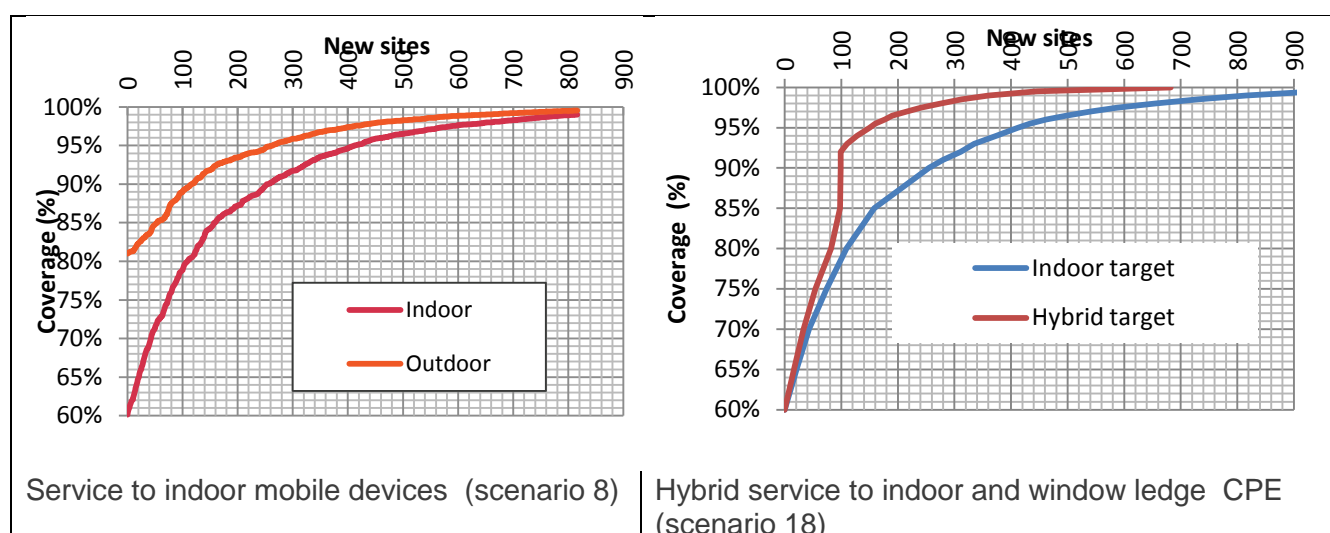 New sites
0 100 200 300 400 500 600 700 800 900
100%
95%
90%
85%
80%
75%
70%
65%
60%
Coverage (%)
Indoor
Outdoor
Service to indoor mobile devices (scenario 8)
New sites
0 100 200 300 400 500 600 700 800 900
100%
95%
90%
85%
80%
75%
70%
65%
60%
Coverage (%)
Indoor target
Hybrid target
Hybrid service to indoor and window ledge CPE
(scenario 18)